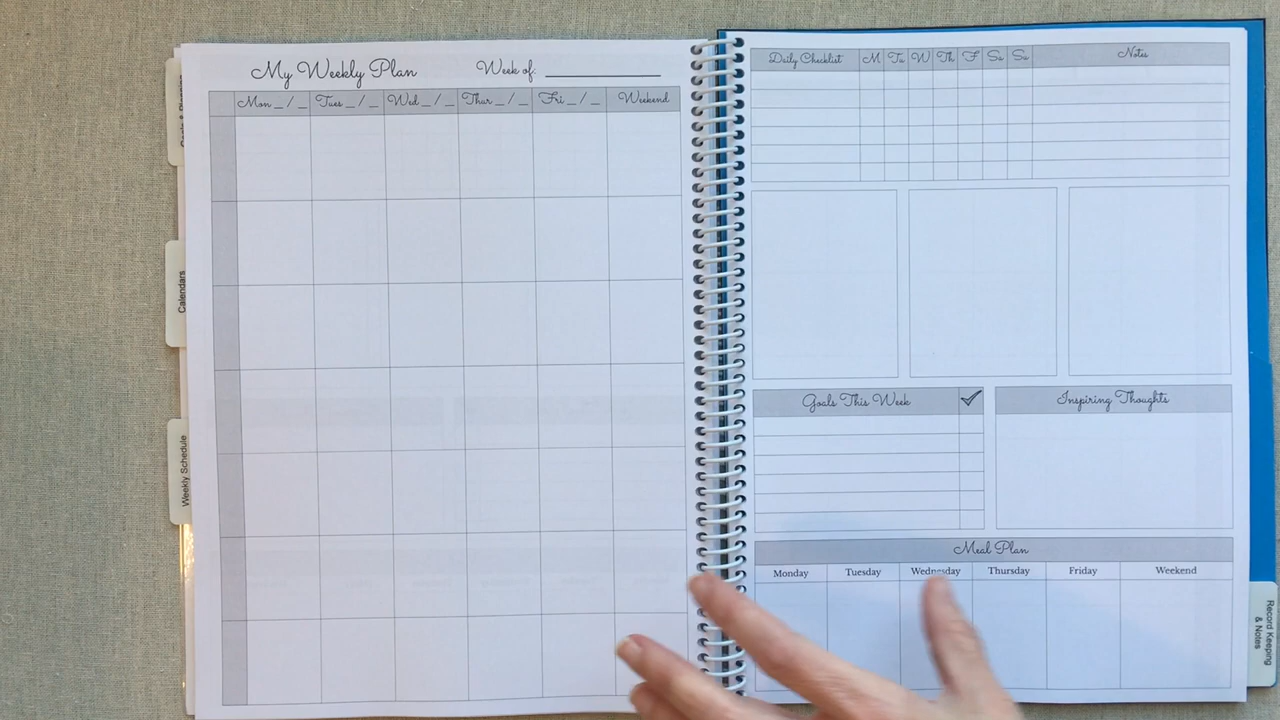 My Weekly Plan Week of: __________
Mon _ / _ Tues _ / _ Wed _ / _ Thur _ / _ Fri _ / _ Weekend
Calendars
Weekly Schedule
Daily Checklist M Tu W Th F Sa Su Notes
Goals This Week ✓ Inspiring Thoughts
Meal Plan
Monday Tuesday Wednesday Thursday Friday Weekend
Record Keeping
& Notes